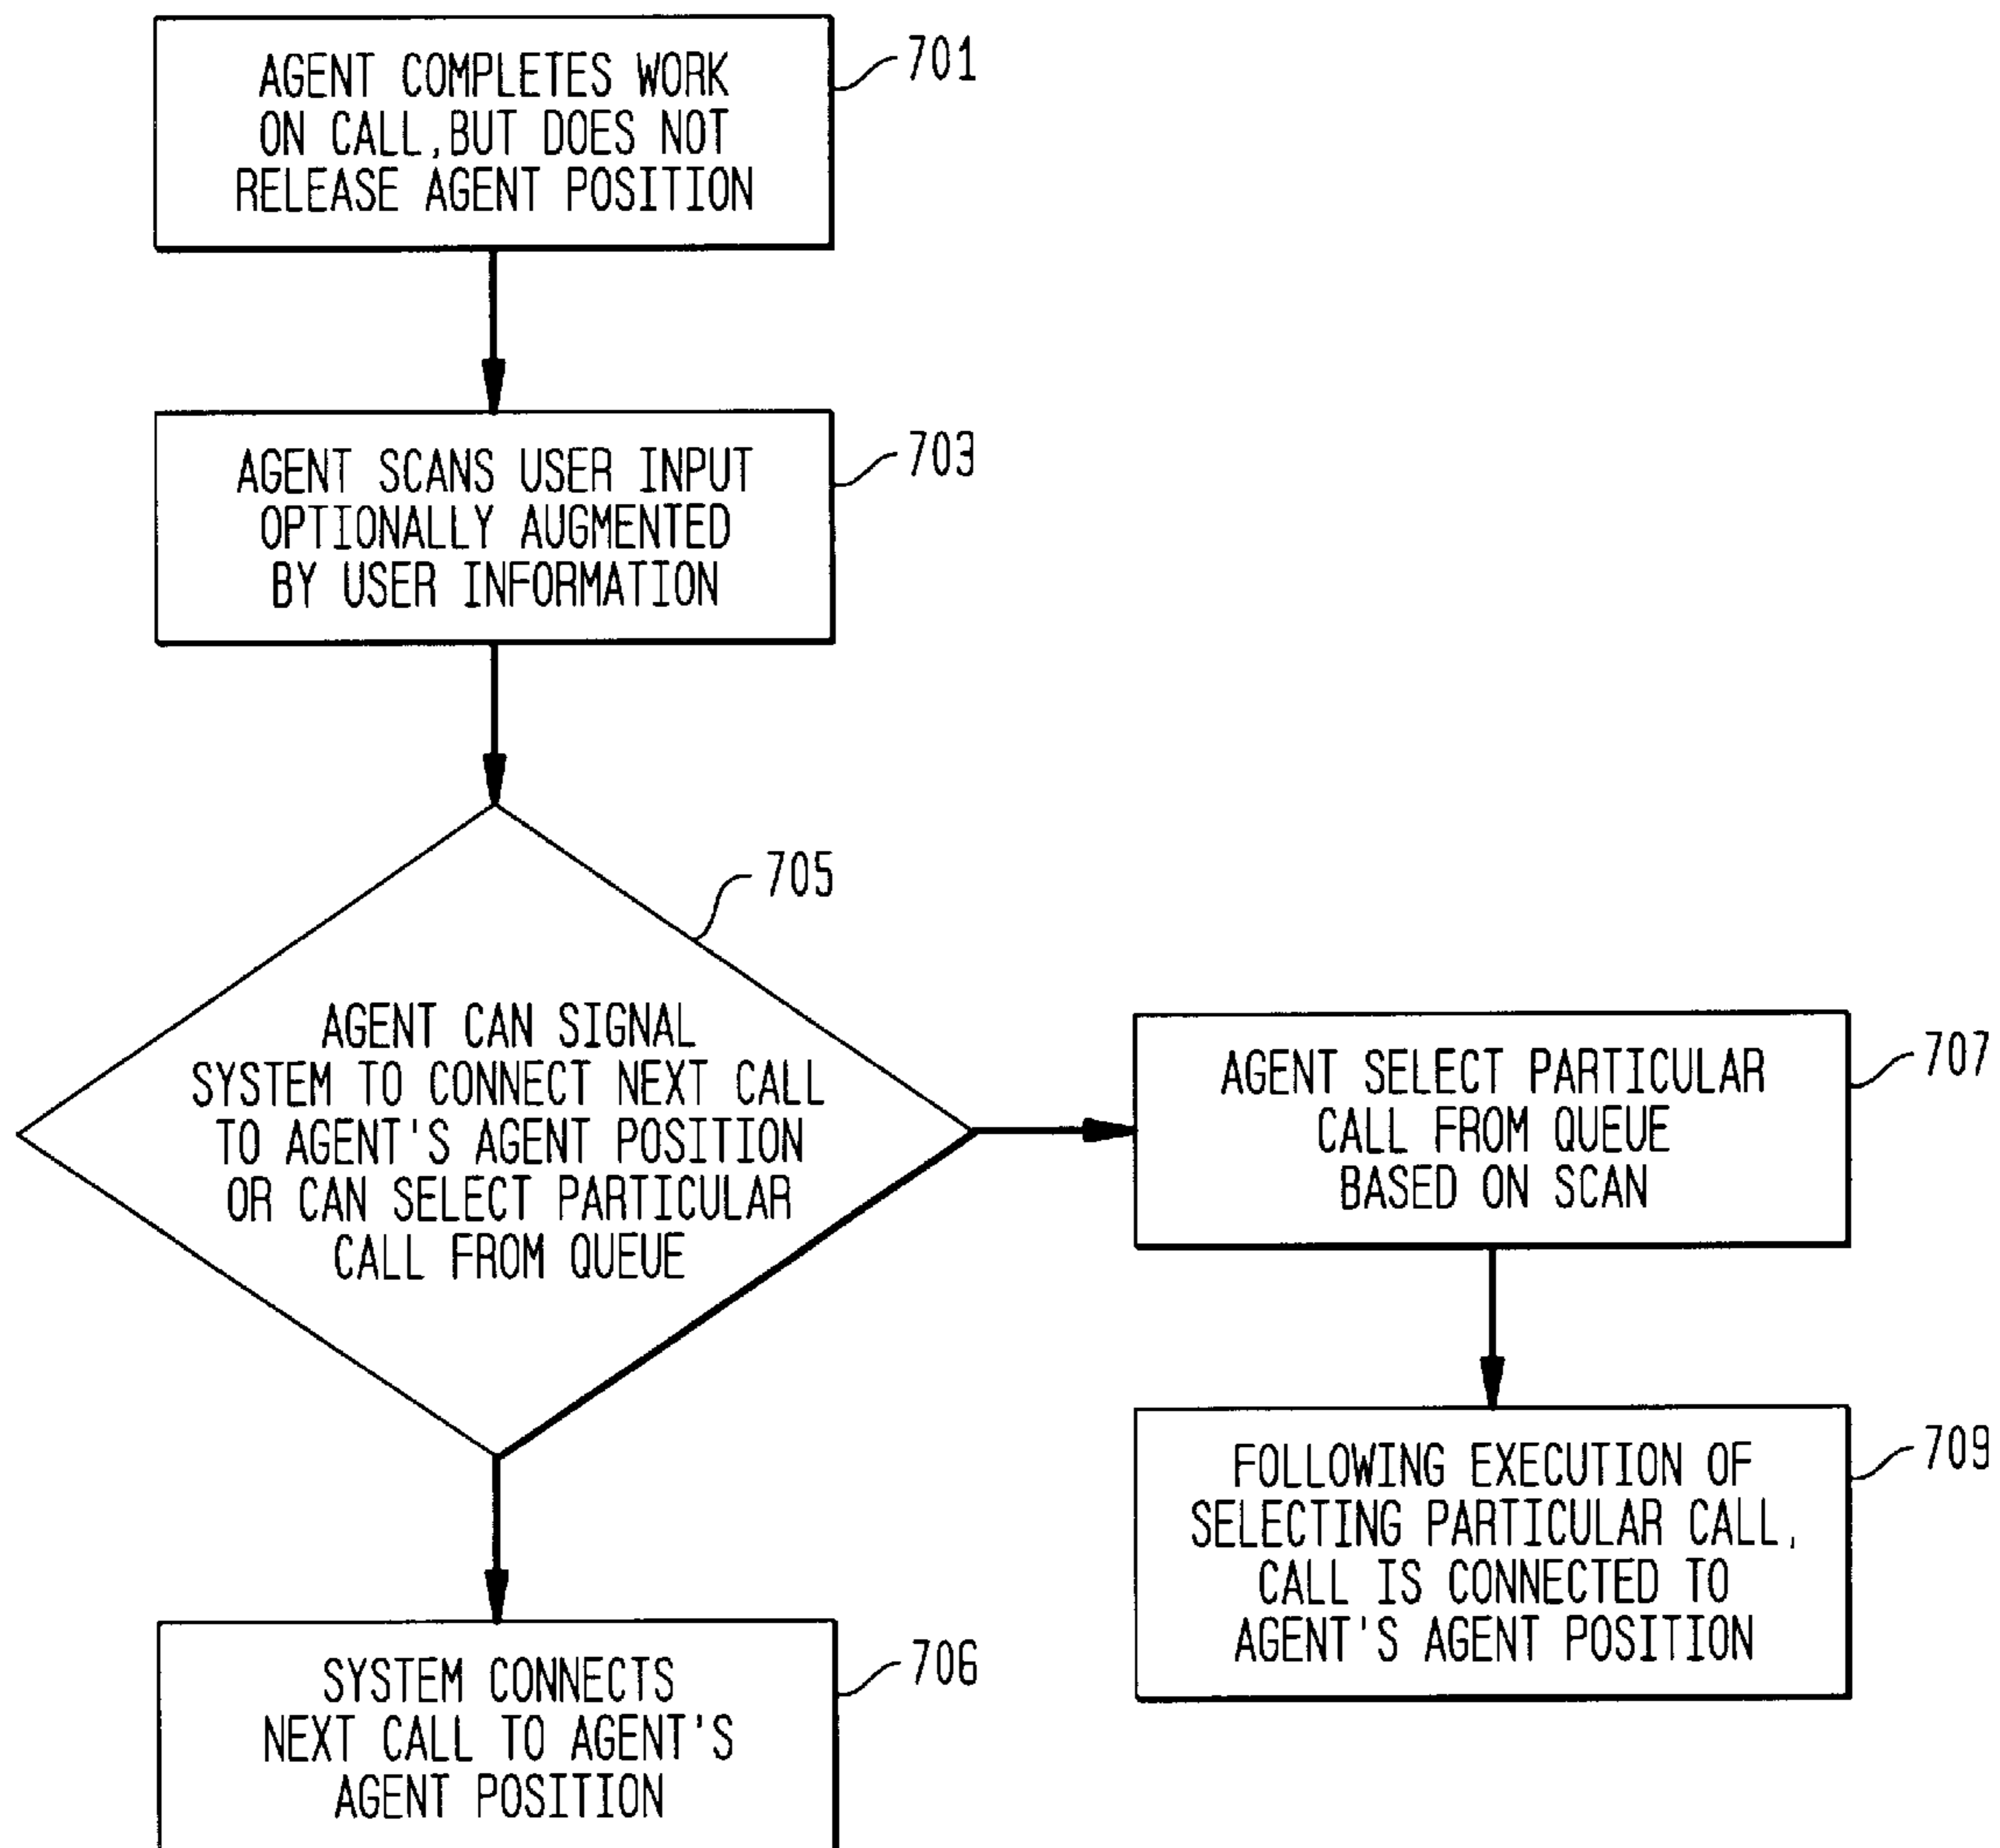 AGENT COMPLETES WORK
ON CALL, BUT DOES NOT
RELEASE AGENT POSITION
701
AGENT SCANS USER INPUT
OPTIONALLY AUGMENTED
BY USER INFORMATION
703
705
AGENT CAN SIGNAL
SYSTEM TO CONNECT NEXT CALL
TO AGENT'S AGENT POSITION
OR CAN SELECT PARTICULAR
CALL FROM QUEUE
AGENT SELECT PARTICULAR
CALL FROM QUEUE
BASED ON SCAN
707
FOLLOWING EXECUTION OF
SELECTING PARTICULAR CALL,
CALL IS CONNECTED TO
AGENT'S AGENT POSITION
709
SYSTEM CONNECTS
NEXT CALL TO AGENT'S
AGENT POSITION
706